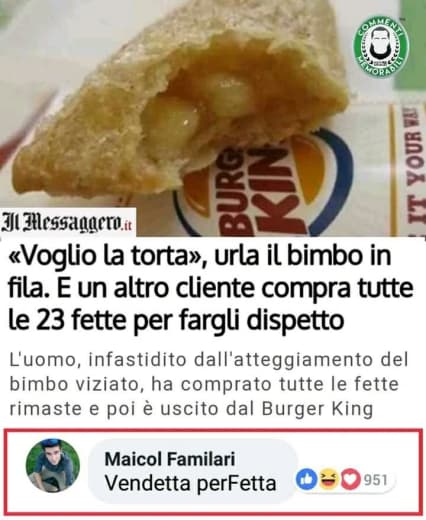 COMMENTI
MEMORABILI
BURGER
KING
IT YOUR WAY
Il Messaggero.it
«Voglio la torta», urla il bimbo in
fila. E un altro cliente compra tutte
le 23 fette per fargli dispetto
L'uomo, infastidito dall'atteggiamento del
bimbo viziato, ha comprato tutte le fette
rimaste e poi è uscito dal Burger King
Maicol Familari
Vendetta perFetta
951